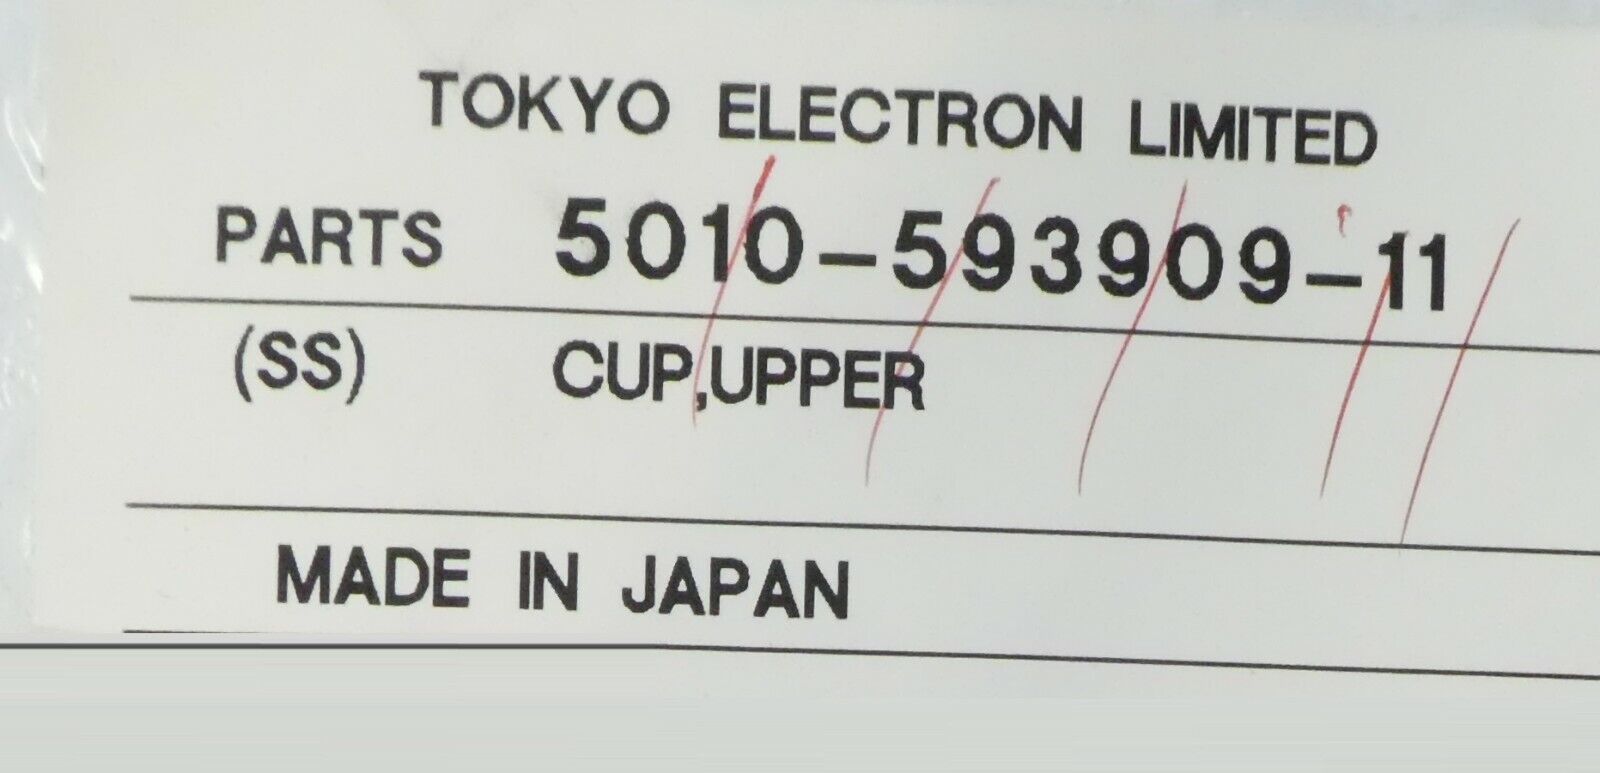 TOKYO ELECTRON LIMITED
PARTS 5010-593909-11
(SS) CUP,UPPER
MADE IN JAPAN